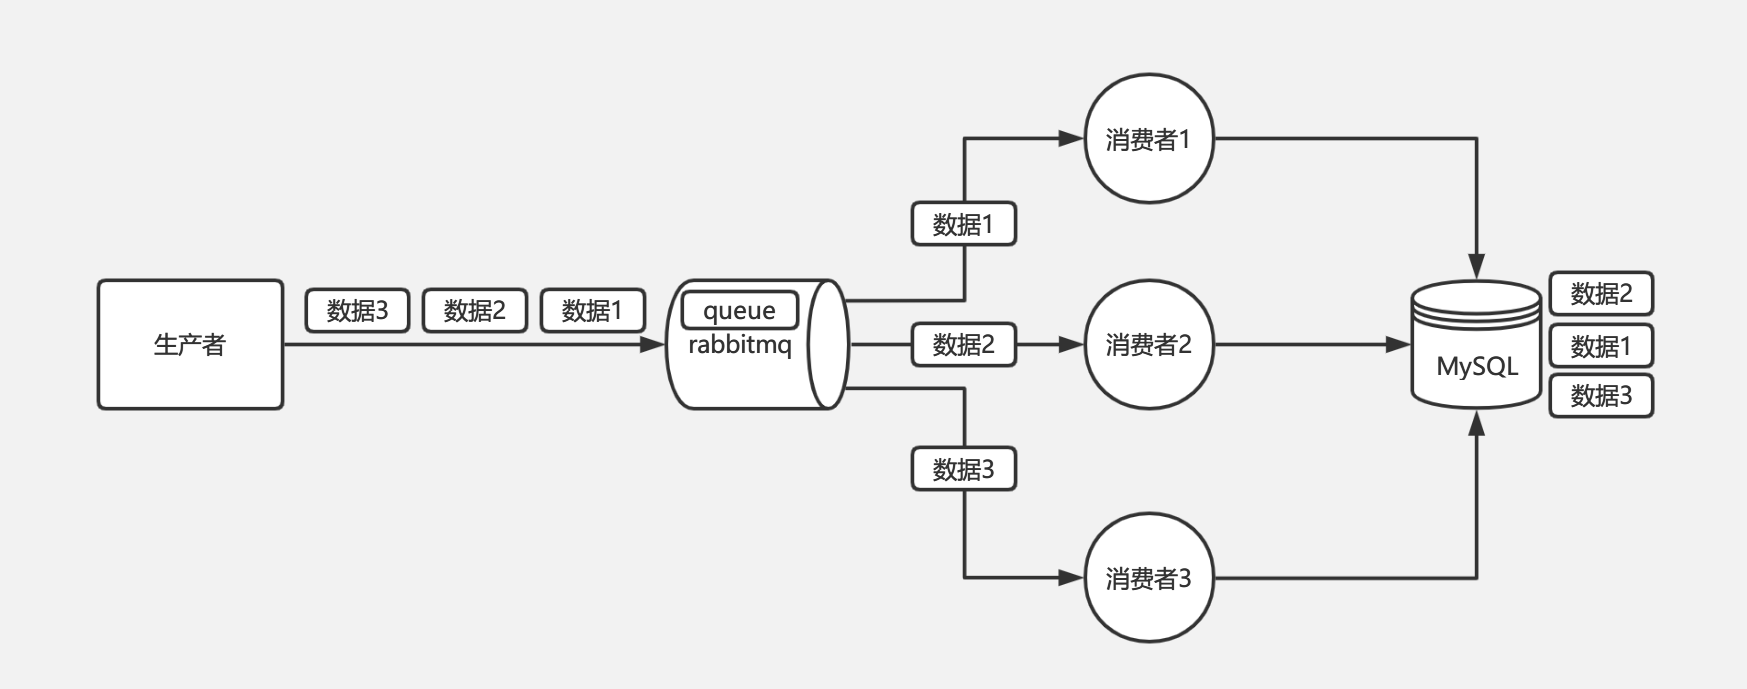 消费者1
数据1
生产者
数据3
数据2
数据1
queue
rabbitmq
数据2
消费者2
MySQL
数据2
数据1
数据3
数据3
消费者3